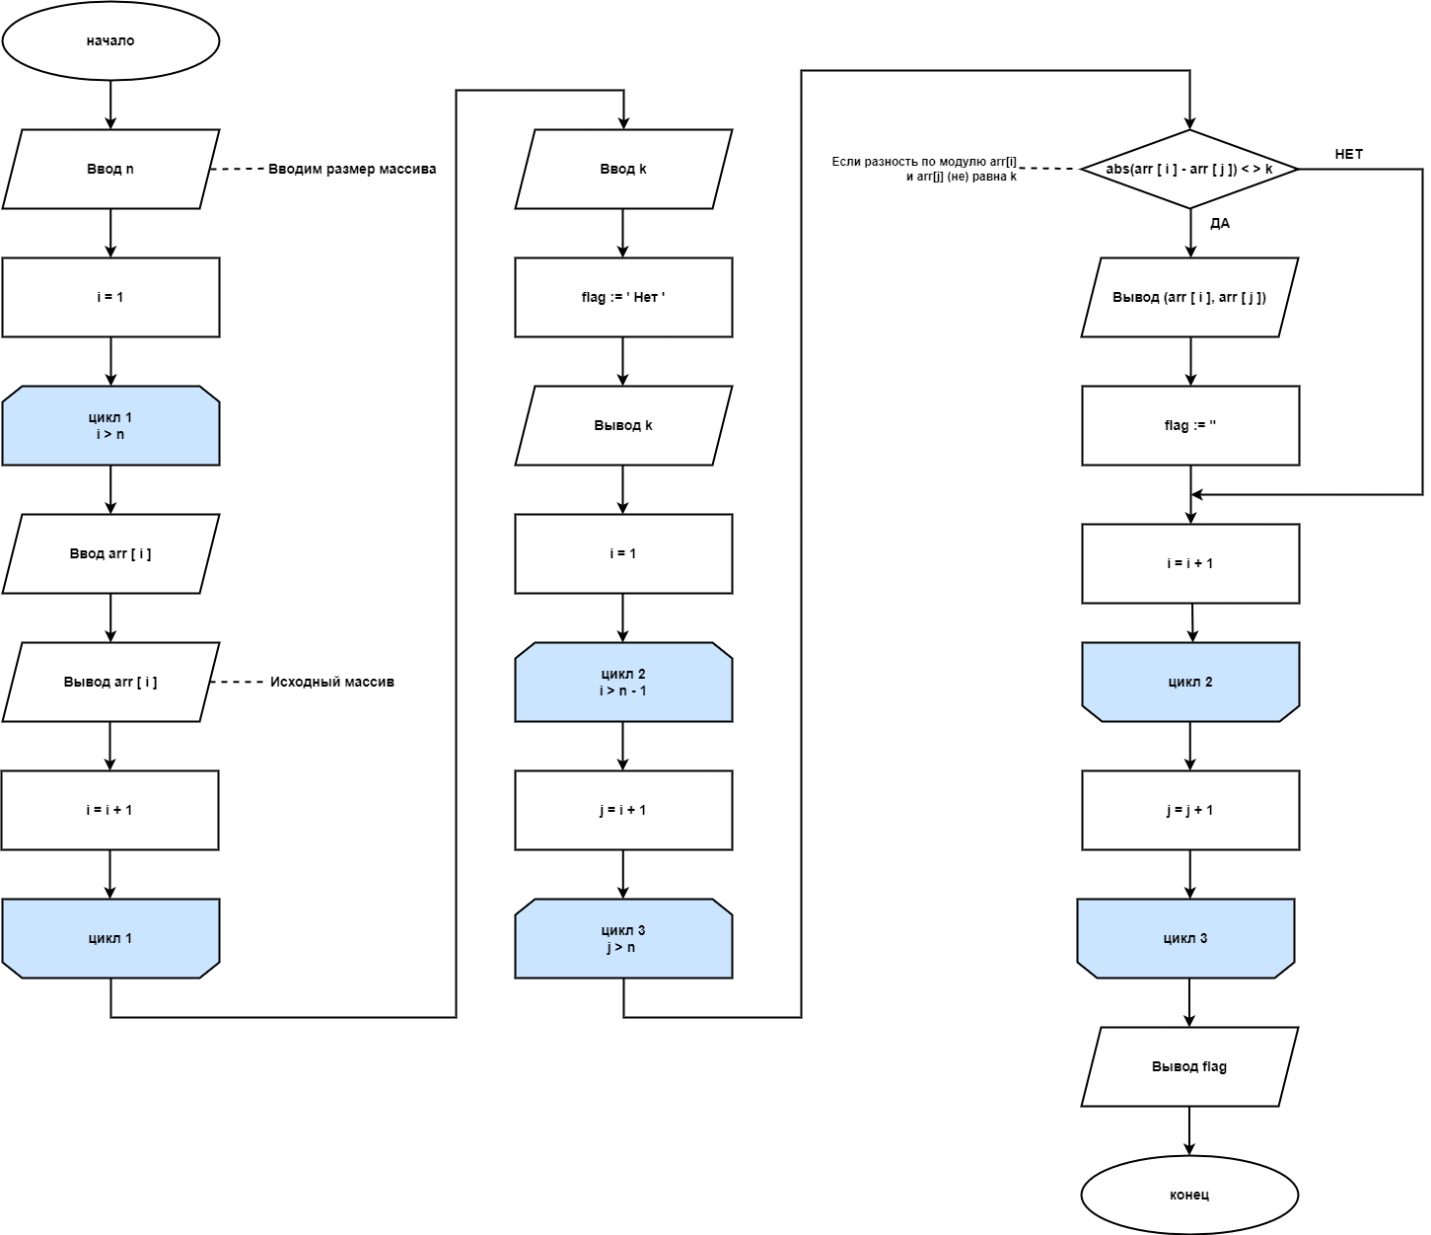 начало
Ввод n
Вводим размер массива
i = 1
цикл 1
i > n
Ввод arr [ i ]
Вывод arr [ i ]
Исходный массив
i = i + 1
цикл 1
Ввод k
flag := ' Нет '
Вывод k
i = 1
цикл 2
i > n - 1
j = i + 1
цикл 3
j > n
Если разность по модулю arr[i]
и arr[j] (не) равна k
abs(arr [ i ] - arr [ j ]) < > k
НЕТ
ДА
Вывод (arr [ i ], arr [ j ])
flag := ''
i = i + 1
цикл 2
j = j + 1
цикл 3
Вывод flag
конец